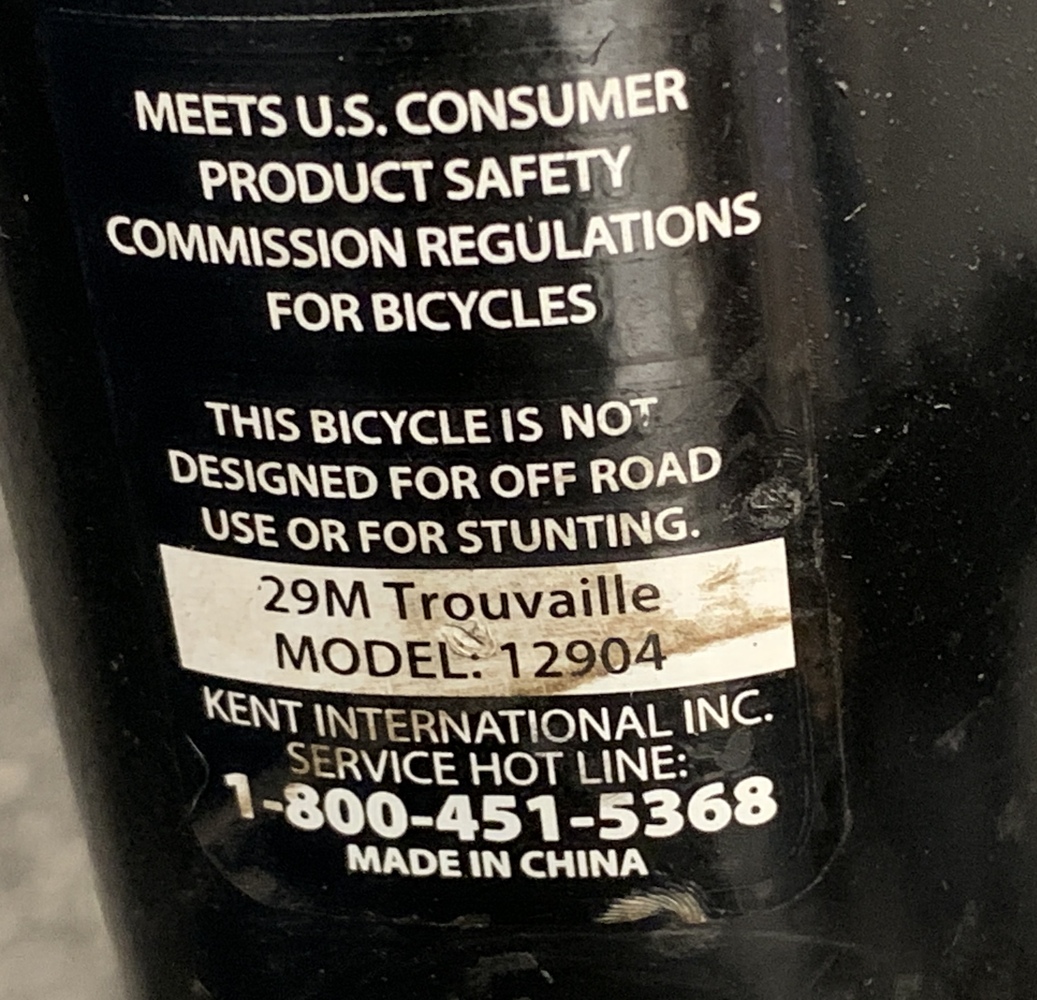 MEETS U.S. CONSUMER
PRODUCT SAFETY
COMMISSION REGULATIONS
FOR BICYCLES
THIS BICYCLE IS NOT
DESIGNED FOR OFF ROAD
USE OR FOR STUNTING.
29M Trouvaille
MODEL: 12904
KENT INTERNATIONAL INC.
SERVICE HOT LINE:
1-800-451-5368
MADE IN CHINA